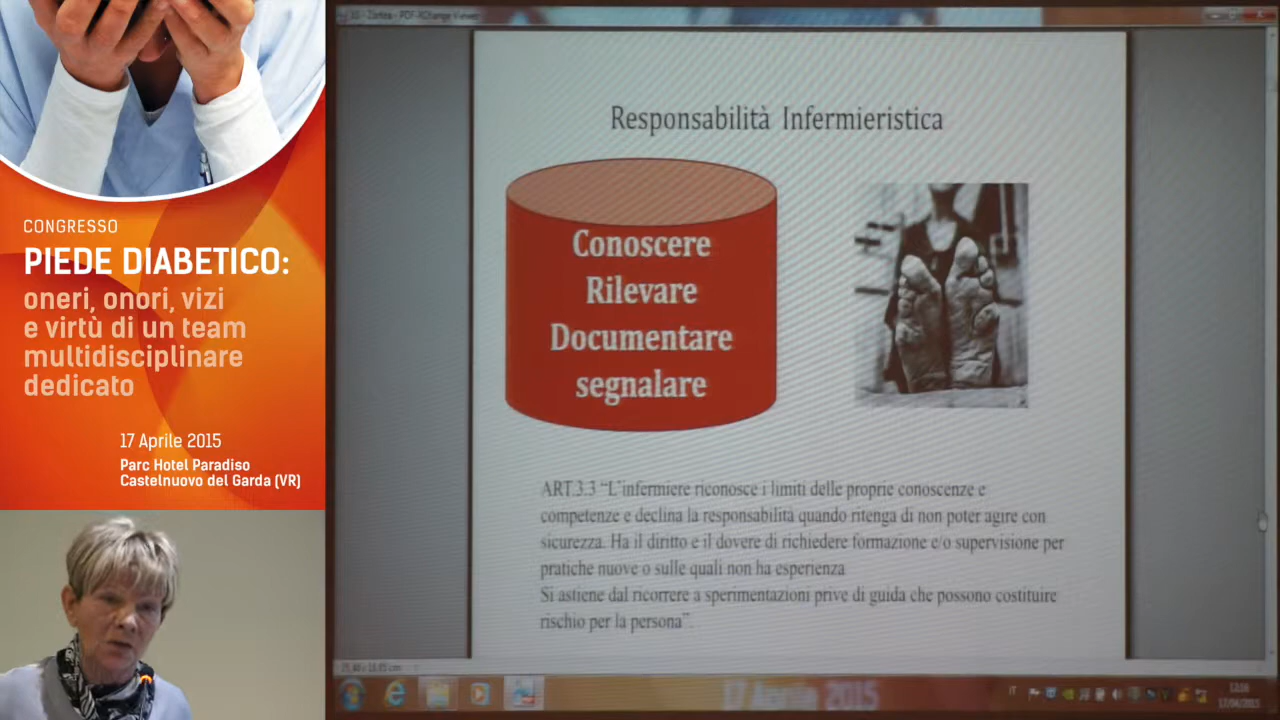 CONGRESSO
PIEDE DIABETICO:
oneri, onori, vizi
e virtù di un team
multidisciplinare
dedicato
17 Aprile 2015
Parc Hotel Paradiso
Castelnuovo del Garda (VR)
Responsabilità Infermieristica
Conoscere
Rilevare
Documentare
segnalare
ART.3.3 “L’infermiere riconosce i limiti delle proprie conoscenze e
competenze e declina la responsabilità quando ritenga di non poter agire con
sicurezza. Ha il diritto e il dovere di richiedere formazione e/o supervisione per
pratiche nuove o sulle quali non ha esperienza
Si astiene dal ricorrere a sperimentazioni prive di guida che possono costituire
rischio per la persona”.
IT
17 Aprile 2015
17/04/2015